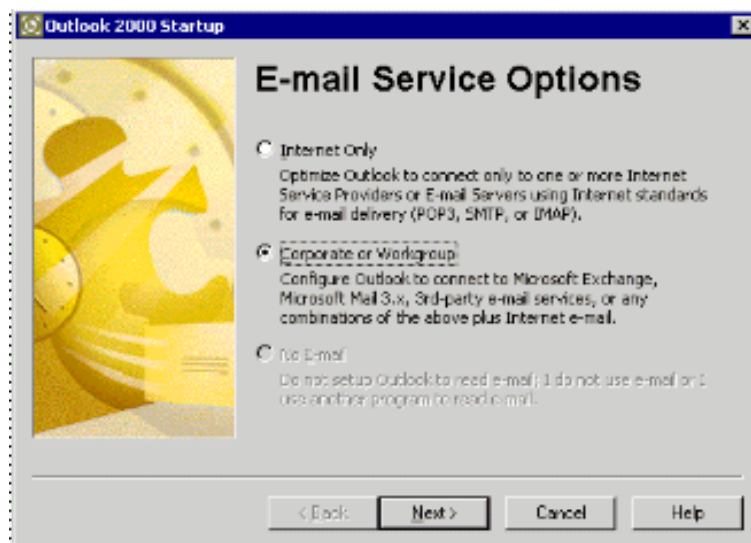 Outlook 2000 Startup
E-mail Service Options
Internet Only
Optimize Outlook to connect only to one or more Internet
Service Providers or E-mail Servers using Internet standards
for e-mail delivery (POP3, SMTP, or IMAP).
Corporate or Workgroup
Configure Outlook to connect to Microsoft Exchange,
Microsoft Mail 3.x, 3rd-party e-mail services, or any
combinations of the above plus Internet e-mail.
No E-mail
Do not setup Outlook to read e-mail; I do not use e-mail or I
use another program to read e-mail.
< Back
Next >
Cancel
Help